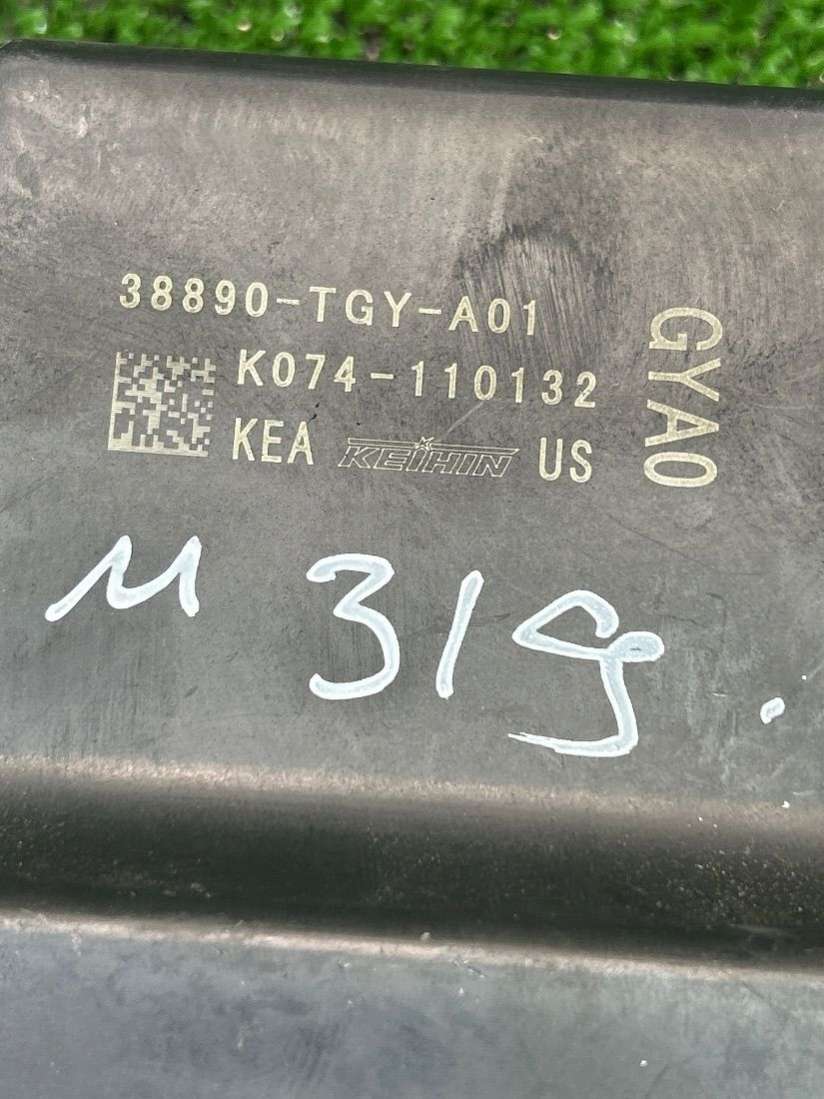 38890-TGY-A01
K074-110132
KEA KEIHIN US
GYA0
M 319.